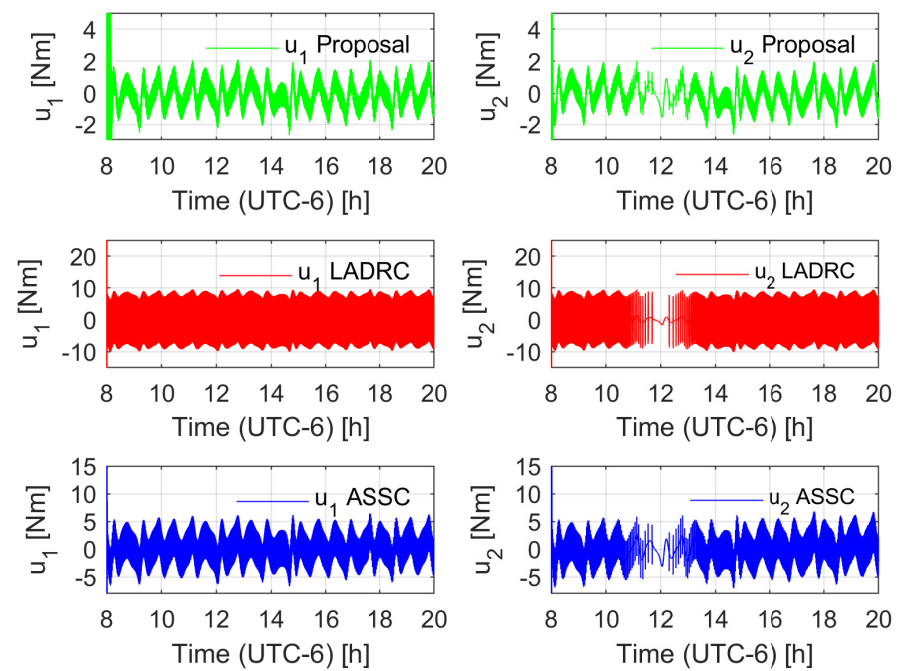 u1 [Nm]
4
2
0
-2
u1 Proposal
8 10 12 14 16 18 20
Time (UTC-6) [h]
u2 [Nm]
4
2
0
-2
u2 Proposal
8 10 12 14 16 18 20
Time (UTC-6) [h]
u1 [Nm]
20
10
0
-10
u1 LADRC
8 10 12 14 16 18 20
Time (UTC-6) [h]
u2 [Nm]
20
10
0
-10
u2 LADRC
8 10 12 14 16 18 20
Time (UTC-6) [h]
u1 [Nm]
15
10
5
0
-5
u1 ASSC
8 10 12 14 16 18 20
Time (UTC-6) [h]
u2 [Nm]
15
10
5
0
-5
u2 ASSC
8 10 12 14 16 18 20
Time (UTC-6) [h]